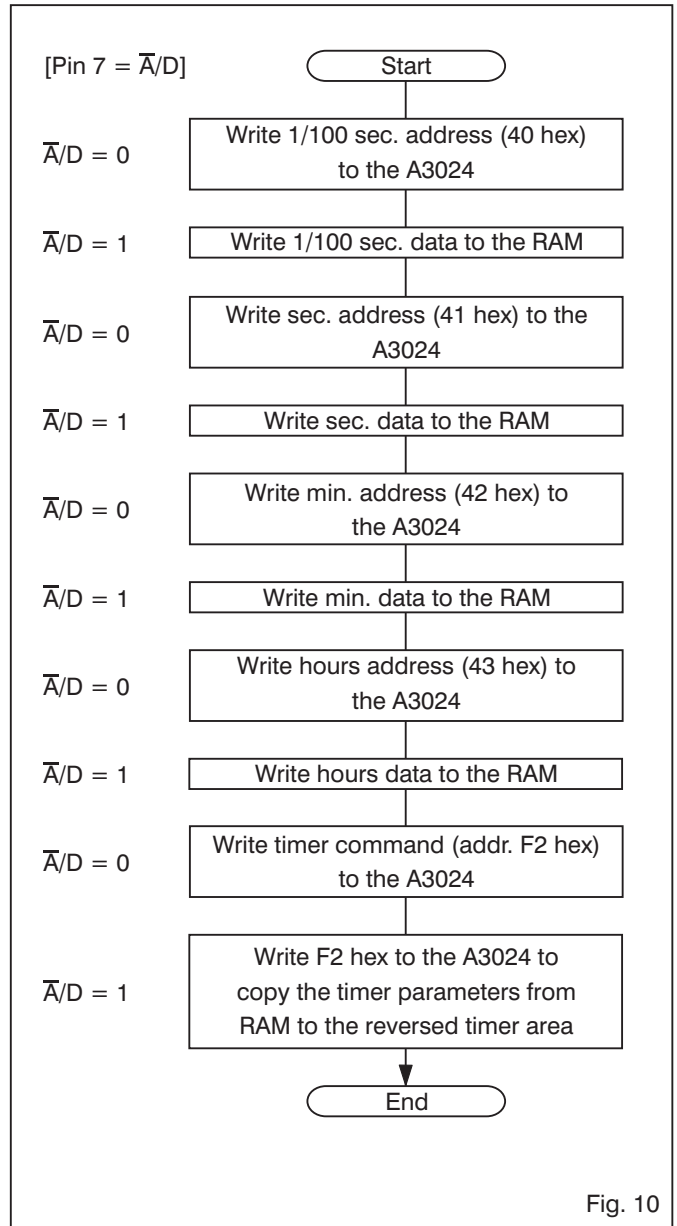 [Pin 7 = A̅/D]
Start
A̅/D = 0
Write 1/100 sec. address (40 hex)
to the A3024
A̅/D = 1
Write 1/100 sec. data to the RAM
A̅/D = 0
Write sec. address (41 hex) to the
A3024
A̅/D = 1
Write sec. data to the RAM
A̅/D = 0
Write min. address (42 hex) to
the A3024
A̅/D = 1
Write min. data to the RAM
A̅/D = 0
Write hours address (43 hex) to
the A3024
A̅/D = 1
Write hours data to the RAM
A̅/D = 0
Write timer command (addr. F2 hex)
to the A3024
A̅/D = 1
Write F2 hex to the A3024 to
copy the timer parameters from
RAM to the reversed timer area
End
Fig. 10